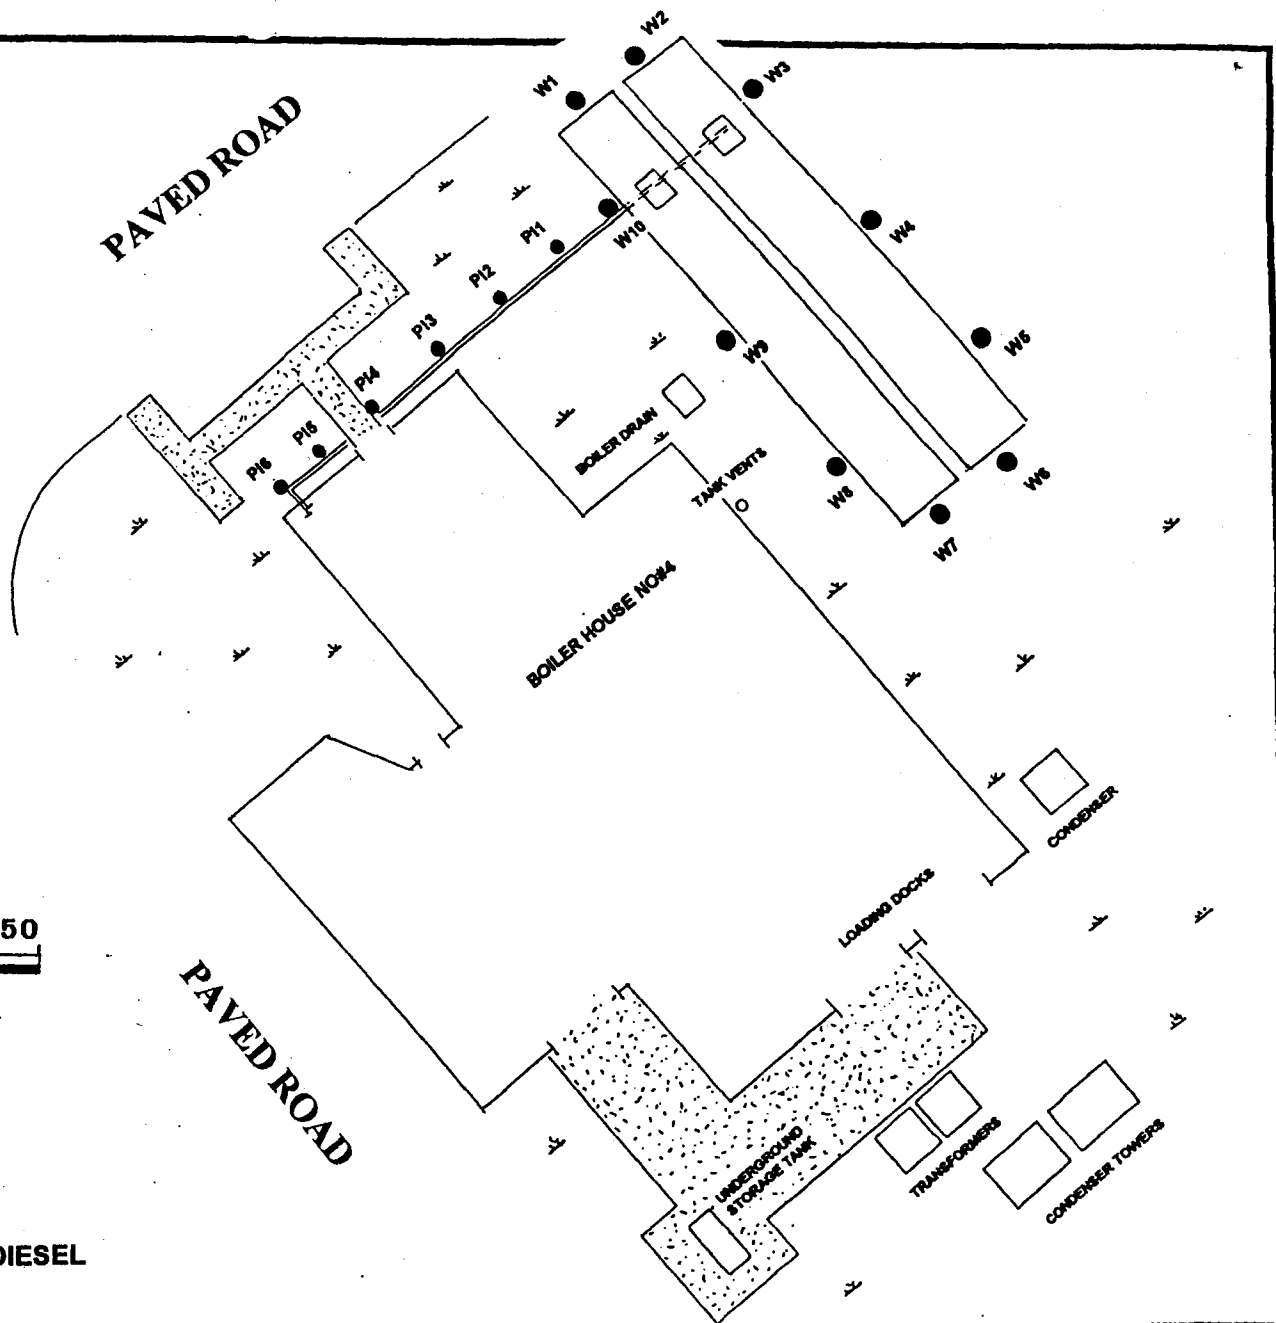 W2
W1
W3
PAVED ROAD
W10
W4
PI1
PI2
PI3
W9
W5
PI4
BOILER DRAIN
PI5
TANK VENTS
PI6
W8
W6
W7
BOILER HOUSE NO#4
CONDENSER
LOADING DOCKS
50
PAVED ROAD
UNDERGROUND
STORAGE TANK
TRANSFORMERS
CONDENSER TOWERS
DIESEL